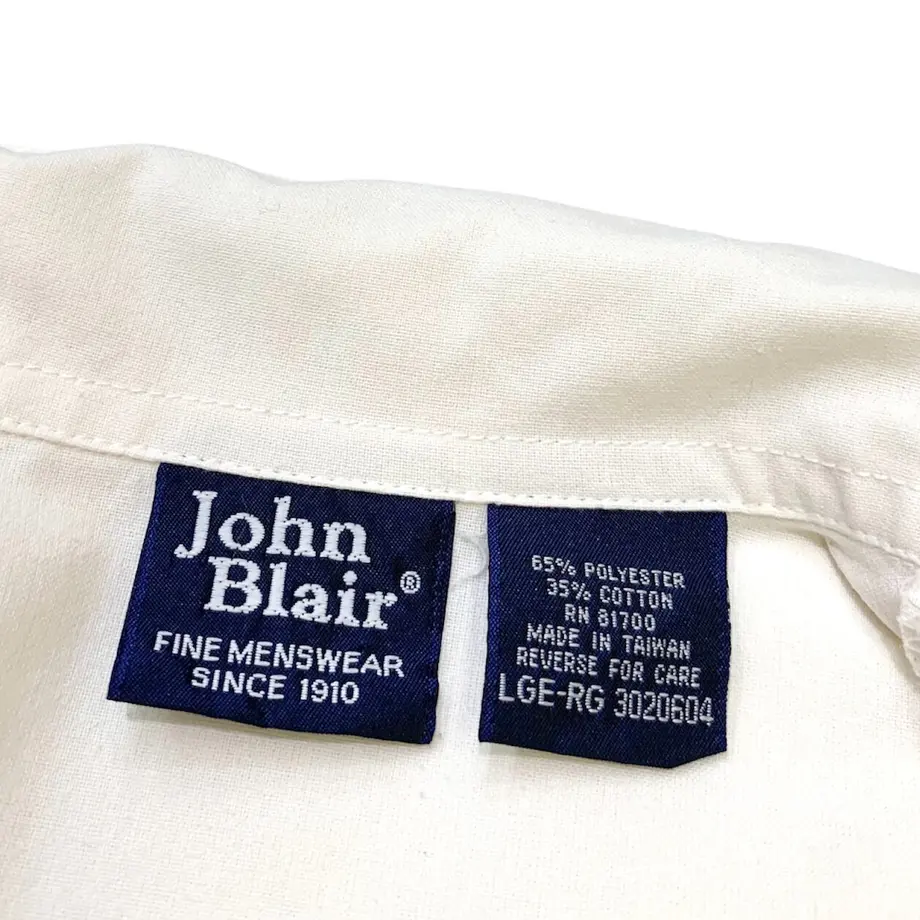 John
Blair®
FINE MENSWEAR
SINCE 1910
65% POLYESTER
35% COTTON
RN 81700
MADE IN TAIWAN
REVERSE FOR CARE
LGE-RG 3020604